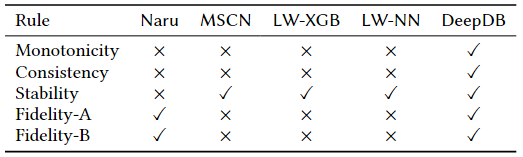 Rule Naru MSCN LW-XGB LW-NN DeepDB
Monotonicity × × × × ✓
Consistency × × × × ✓
Stability × ✓ ✓ ✓ ✓
Fidelity-A ✓ × × × ✓
Fidelity-B ✓ × × × ✓